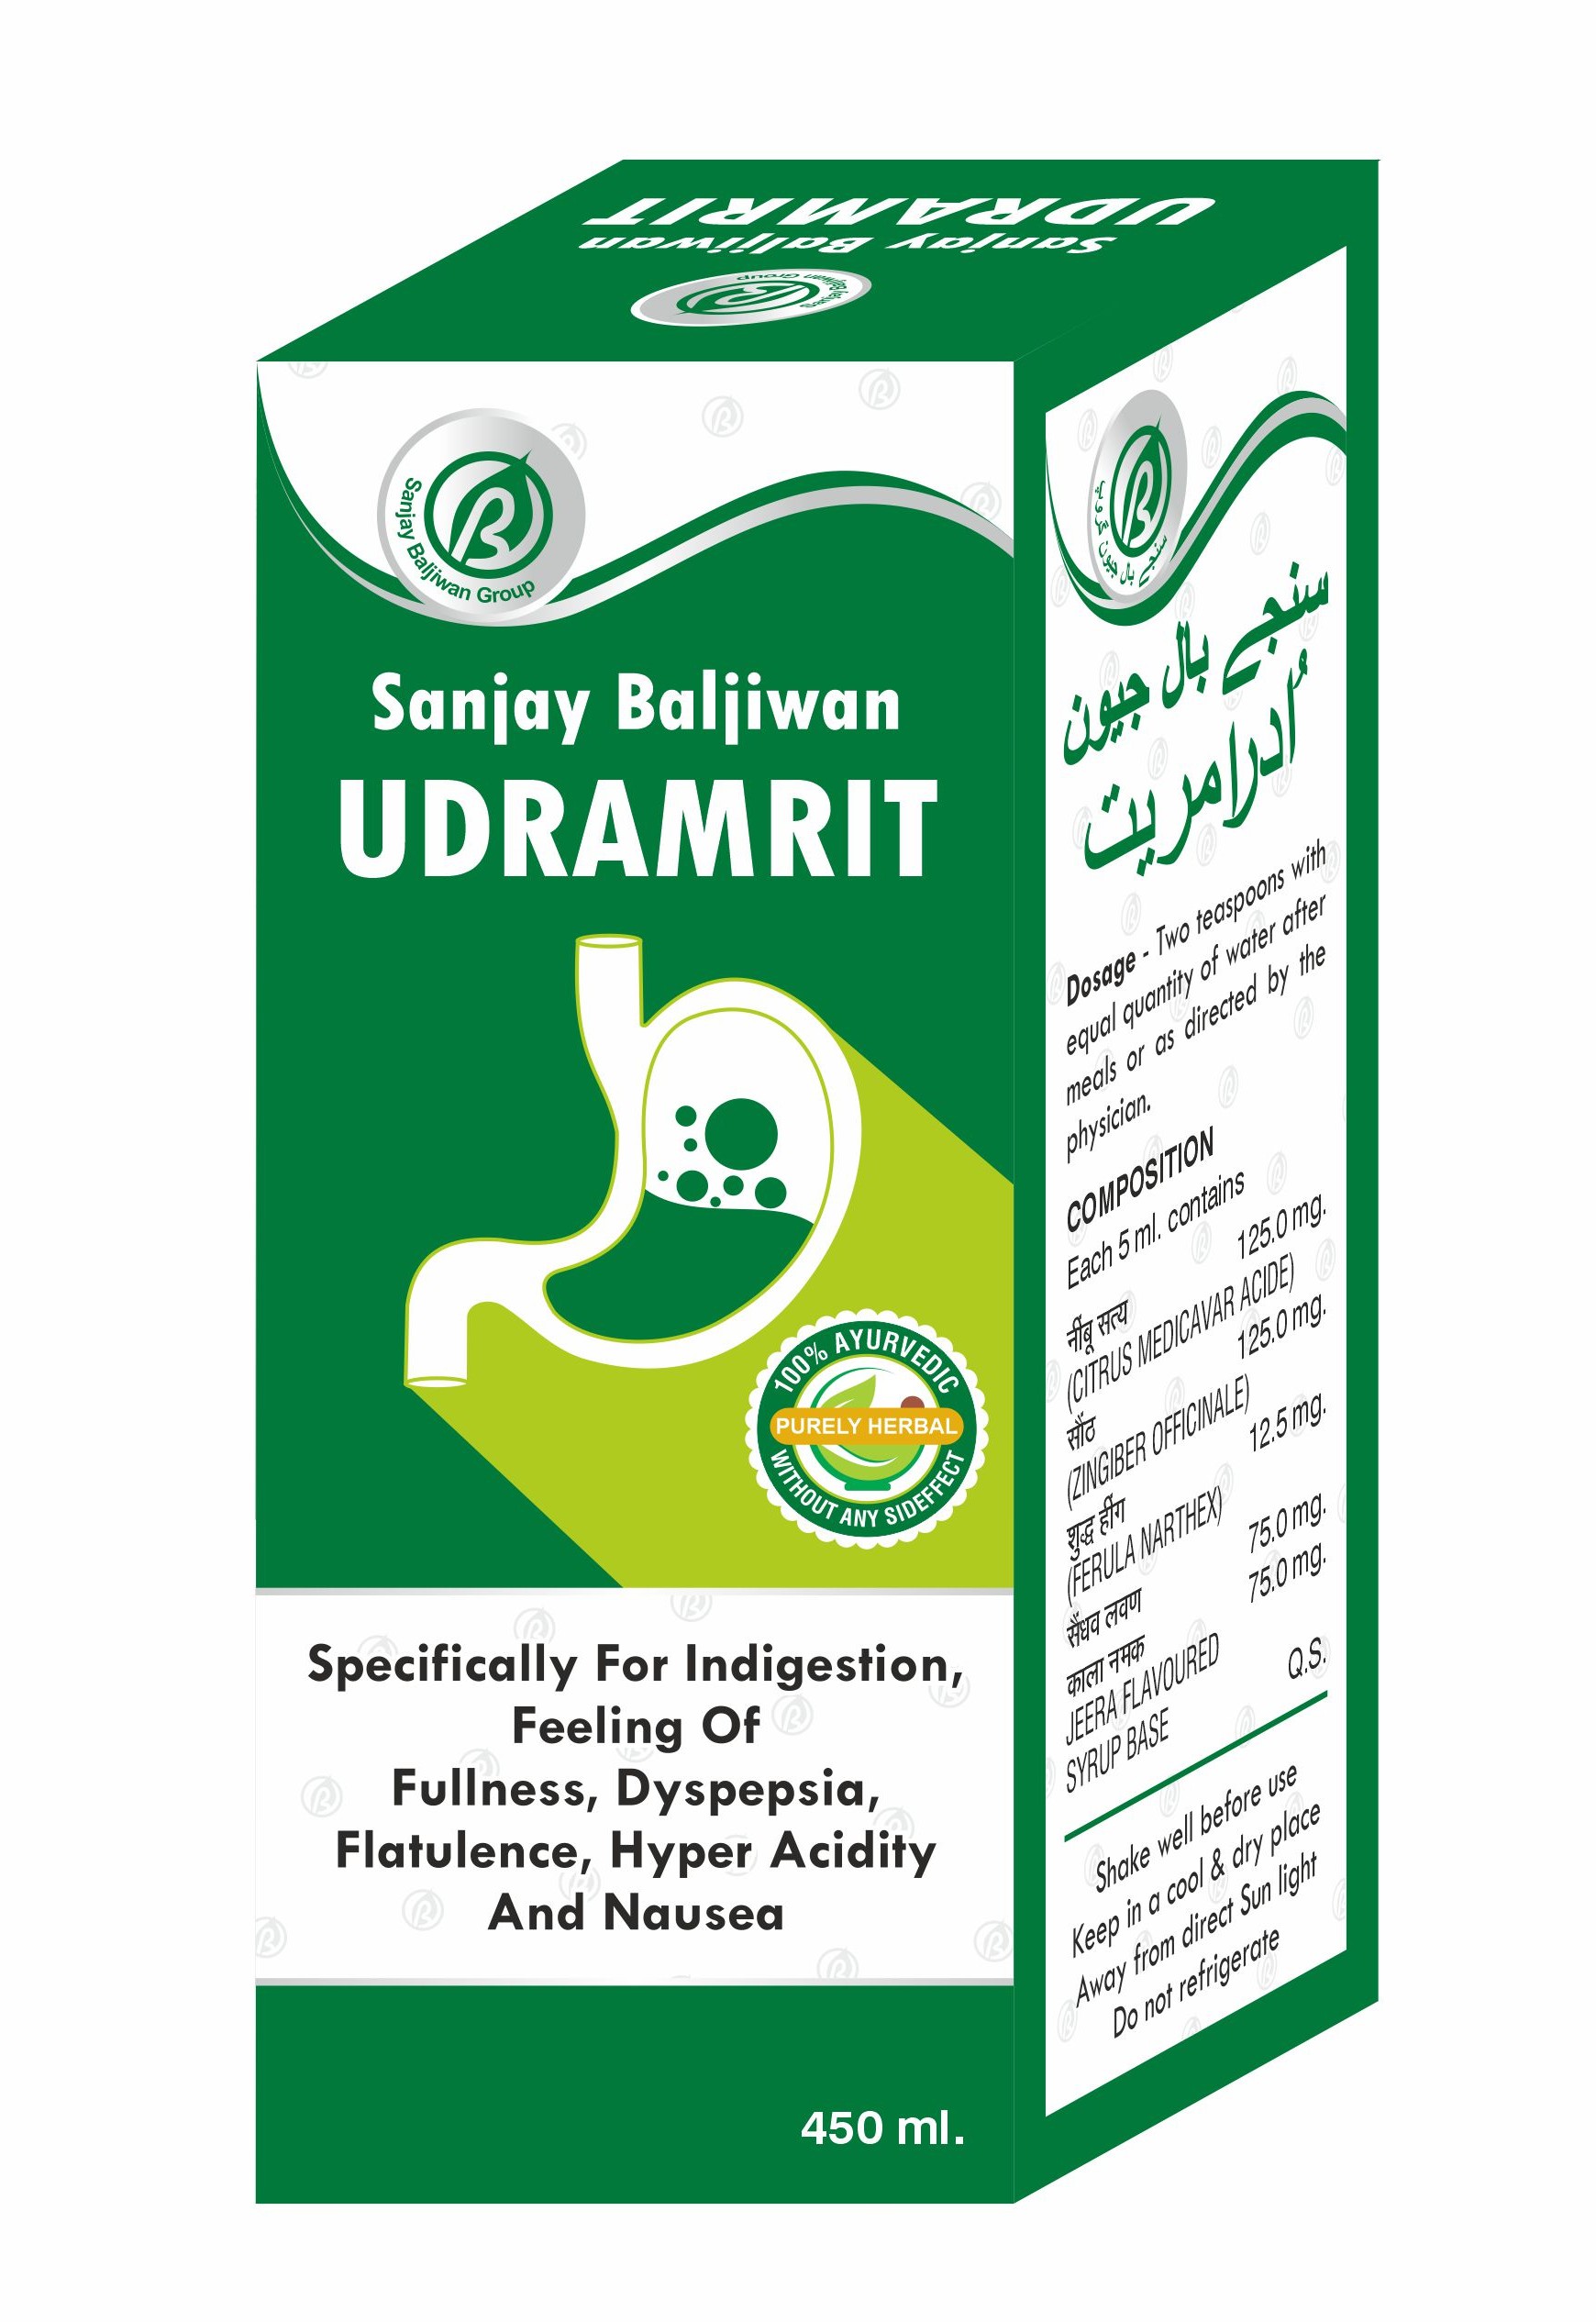 Sanjay Baljiwan
UDRAMRIT
Sanjay Baljiwan Group
Sanjay Baljiwan Group
Sanjay Baljiwan
UDRAMRIT
100% AYURVEDIC
PURELY HERBAL
WITHOUT ANY SIDEFFECT
Specifically For Indigestion,
Feeling Of
Fullness, Dyspepsia,
Flatulence, Hyper Acidity
And Nausea
450 ml.
سنجے بال جیون گروپ
سنجے بال جیون
اُدرامریت
Dosage - Two teaspoons with
equal quantity of water after
meals or as directed by the
physician.
COMPOSITION
Each 5 ml. contains
नींबू सत्य 125.0 mg.
(CITRUS MEDICAVAR ACIDE)
सौंठ 125.0 mg.
(ZINGIBER OFFICINALE)
शुद्ध हींग 12.5 mg.
(FERULA NARTHEX)
सैंधव लवण 75.0 mg.
काला नमक 75.0 mg.
JEERA FLAVOURED
SYRUP BASE Q.S.
Shake well before use
Keep in a cool & dry place
Away from direct Sun light
Do not refrigerate